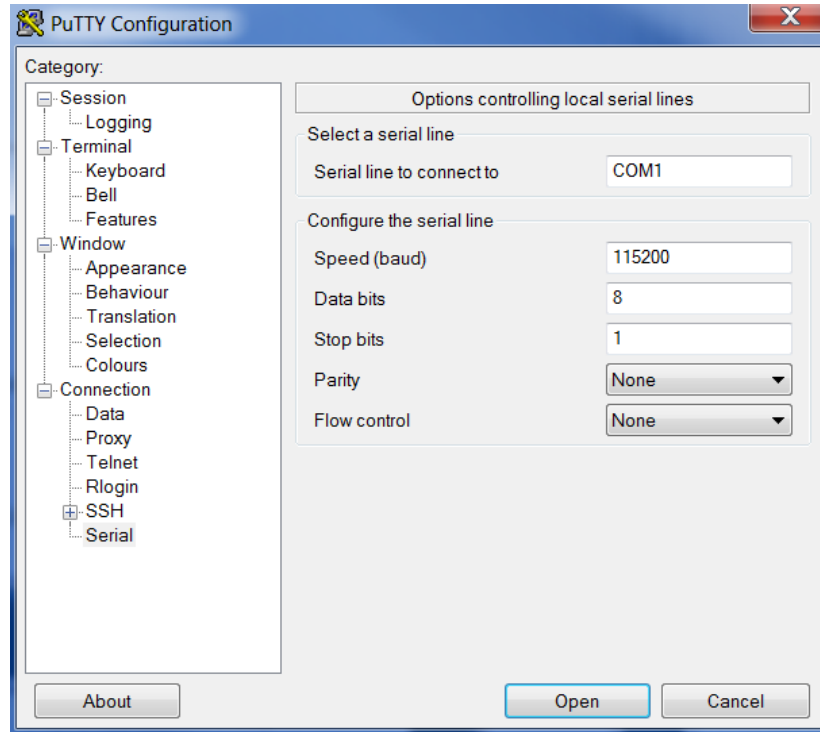 PuTTY Configuration
X
Category:
Session
Logging
Terminal
Keyboard
Bell
Features
Window
Appearance
Behaviour
Translation
Selection
Colours
Connection
Data
Proxy
Telnet
Rlogin
SSH
Serial
Options controlling local serial lines
Select a serial line
Serial line to connect to COM1
Configure the serial line
Speed (baud) 115200
Data bits 8
Stop bits 1
Parity None
Flow control None
About Open Cancel